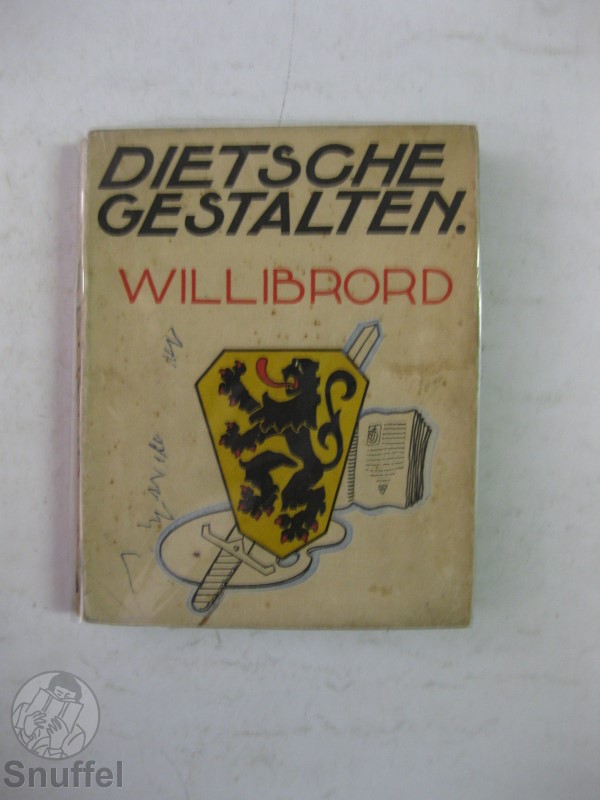 DIETSCHE
GESTALTEN.
WILLIBRORD
Snuffel